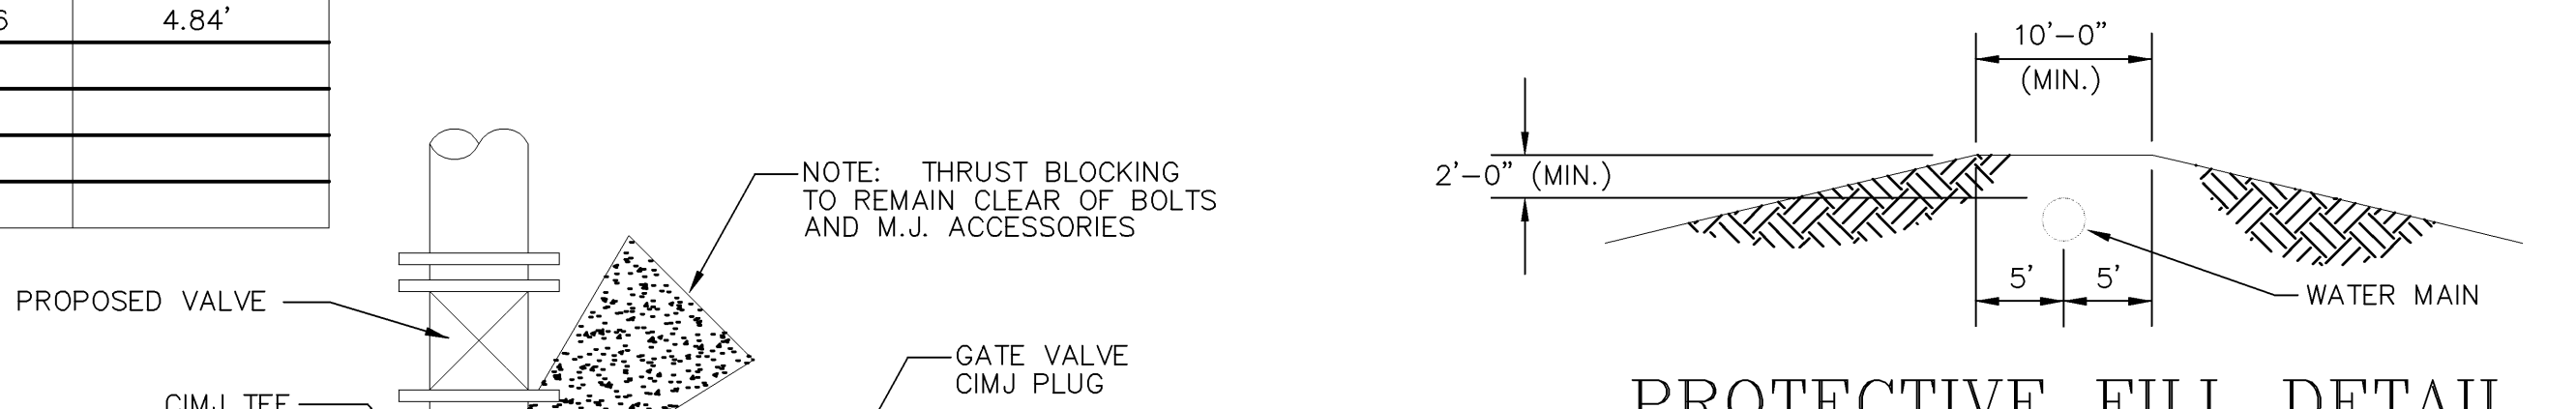 4.84'
10'-0"
(MIN.)
2'-0" (MIN.)
NOTE: THRUST BLOCKING
TO REMAIN CLEAR OF BOLTS
AND M.J. ACCESSORIES
PROPOSED VALVE
5' 5'
WATER MAIN
GATE VALVE
CIMJ PLUG
CIMJ TEE
PROTECTIVE FILL DETAIL